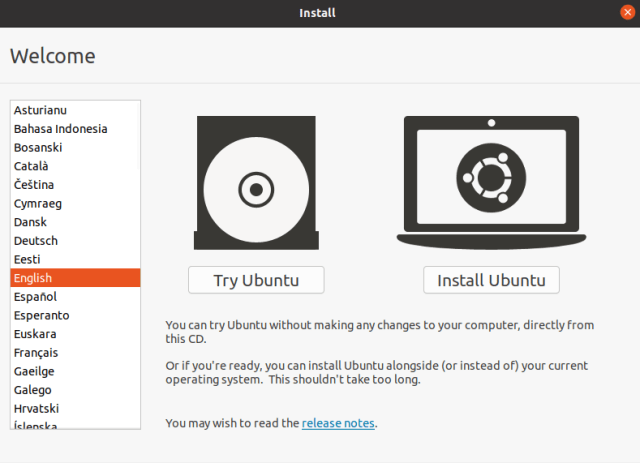 Install
Welcome
Asturianu
Bahasa Indonesia
Bosanski
Català
Čeština
Cymraeg
Dansk
Deutsch
Eesti
English
Español
Esperanto
Euskara
Français
Gaeilge
Galego
Hrvatski
Íslenska
Try Ubuntu
Install Ubuntu
You can try Ubuntu without making any changes to your computer, directly from
this CD.
Or if you're ready, you can install Ubuntu alongside (or instead of) your current
operating system. This shouldn't take too long.
You may wish to read the release notes.